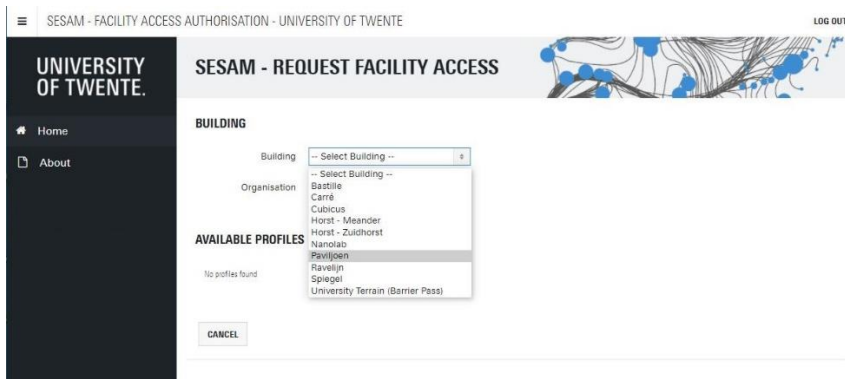 SESAM - FACILITY ACCESS AUTHORISATION - UNIVERSITY OF TWENTE
LOG OUT
UNIVERSITY
OF TWENTE.
SESAM - REQUEST FACILITY ACCESS
Home
About
BUILDING
Building
-- Select Building --
-- Select Building --
Organisation
Bastille
Carré
Cubicus
Horst - Meander
Horst - Zuidhorst
AVAILABLE PROFILES
Nanolab
Paviljoen
Ravelijn
No profiles found
Spiegel
University Terrain (Barrier Pass)
CANCEL